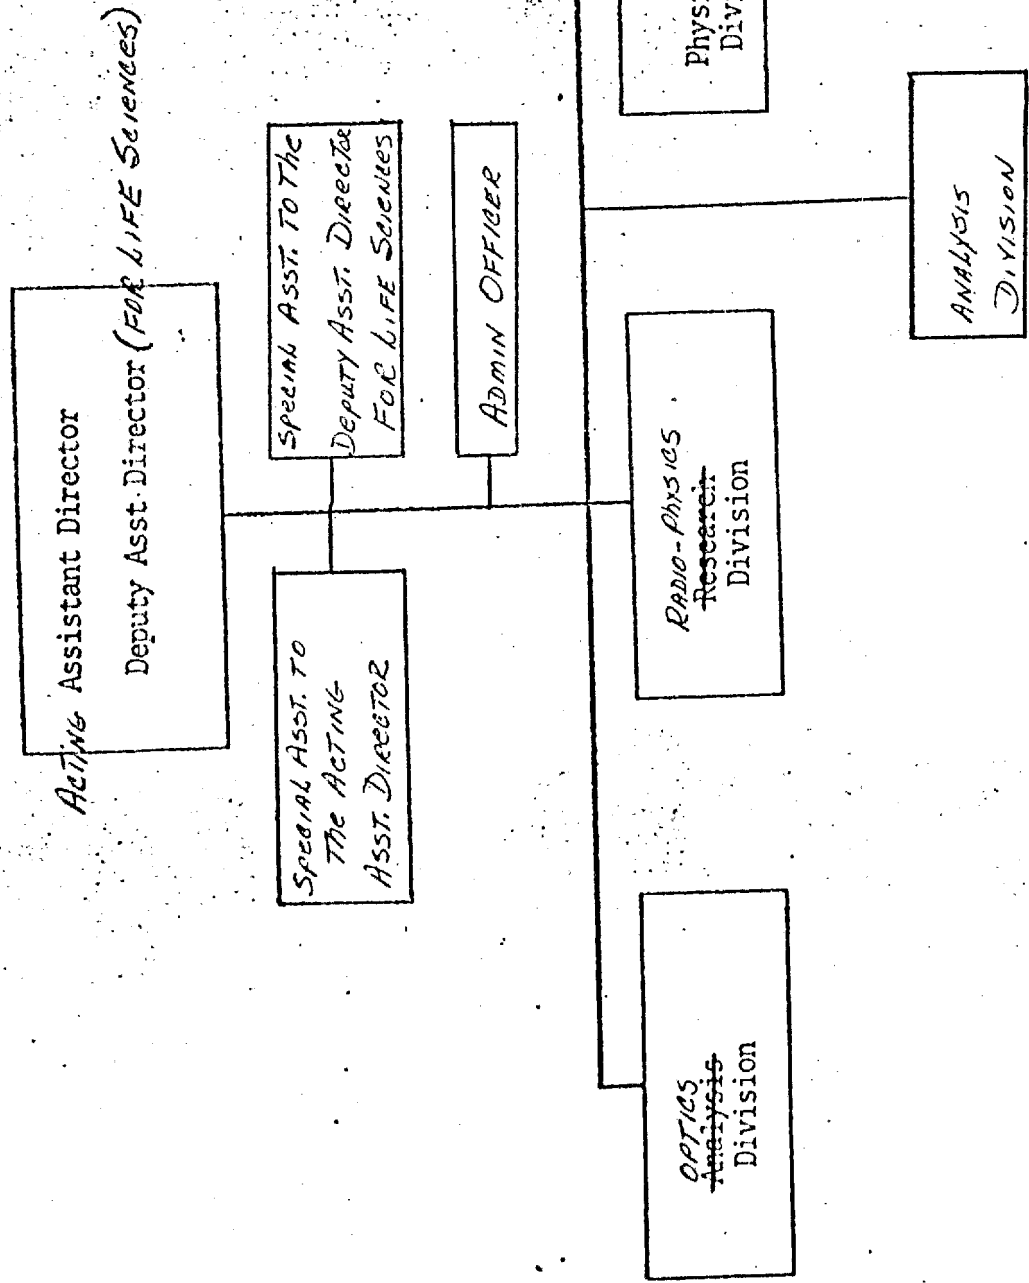 ACTING Assistant Director
Deputy Asst. Director (FOR LIFE SCIENCES)
SPECIAL ASST. TO
THE ACTING
ASST. DIRECTOR
SPECIAL ASST. TO THE
DEPUTY ASST. DIRECTOR
FOR LIFE SCIENCES
ADMIN OFFICER
OPTICS
Analysis
Division
RADIO-PHYSICS
Research
Division
Physi
Div
ANALYSIS
DIVISION